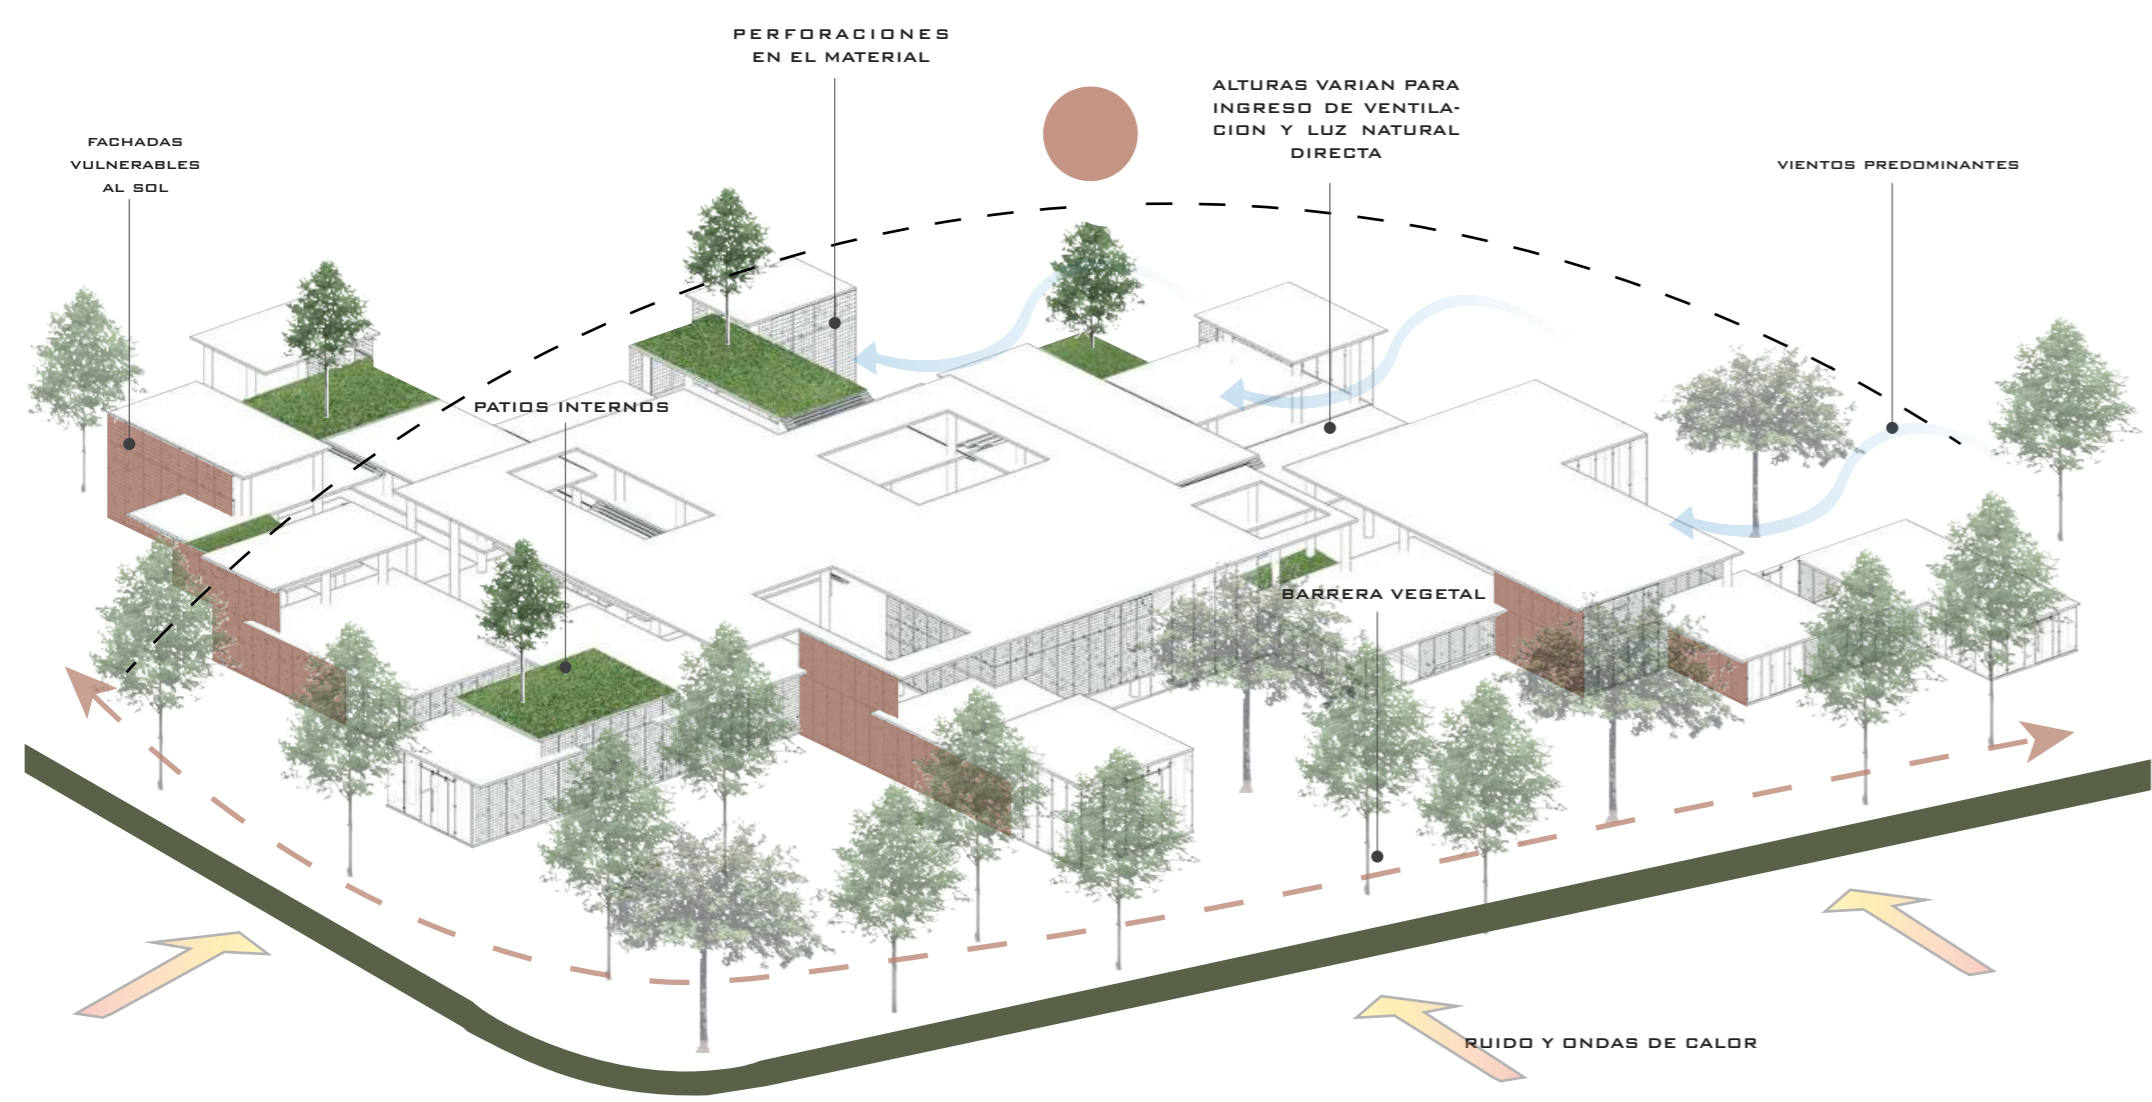 PERFORACIONES
EN EL MATERIAL
ALTURAS VARIAN PARA
INGRESO DE VENTILA-
CION Y LUZ NATURAL
DIRECTA
FACHADAS
VULNERABLES
AL SOL
VIENTOS PREDOMINANTES
PATIOS INTERNOS
BARRERA VEGETAL
RUIDO Y ONDAS DE CALOR